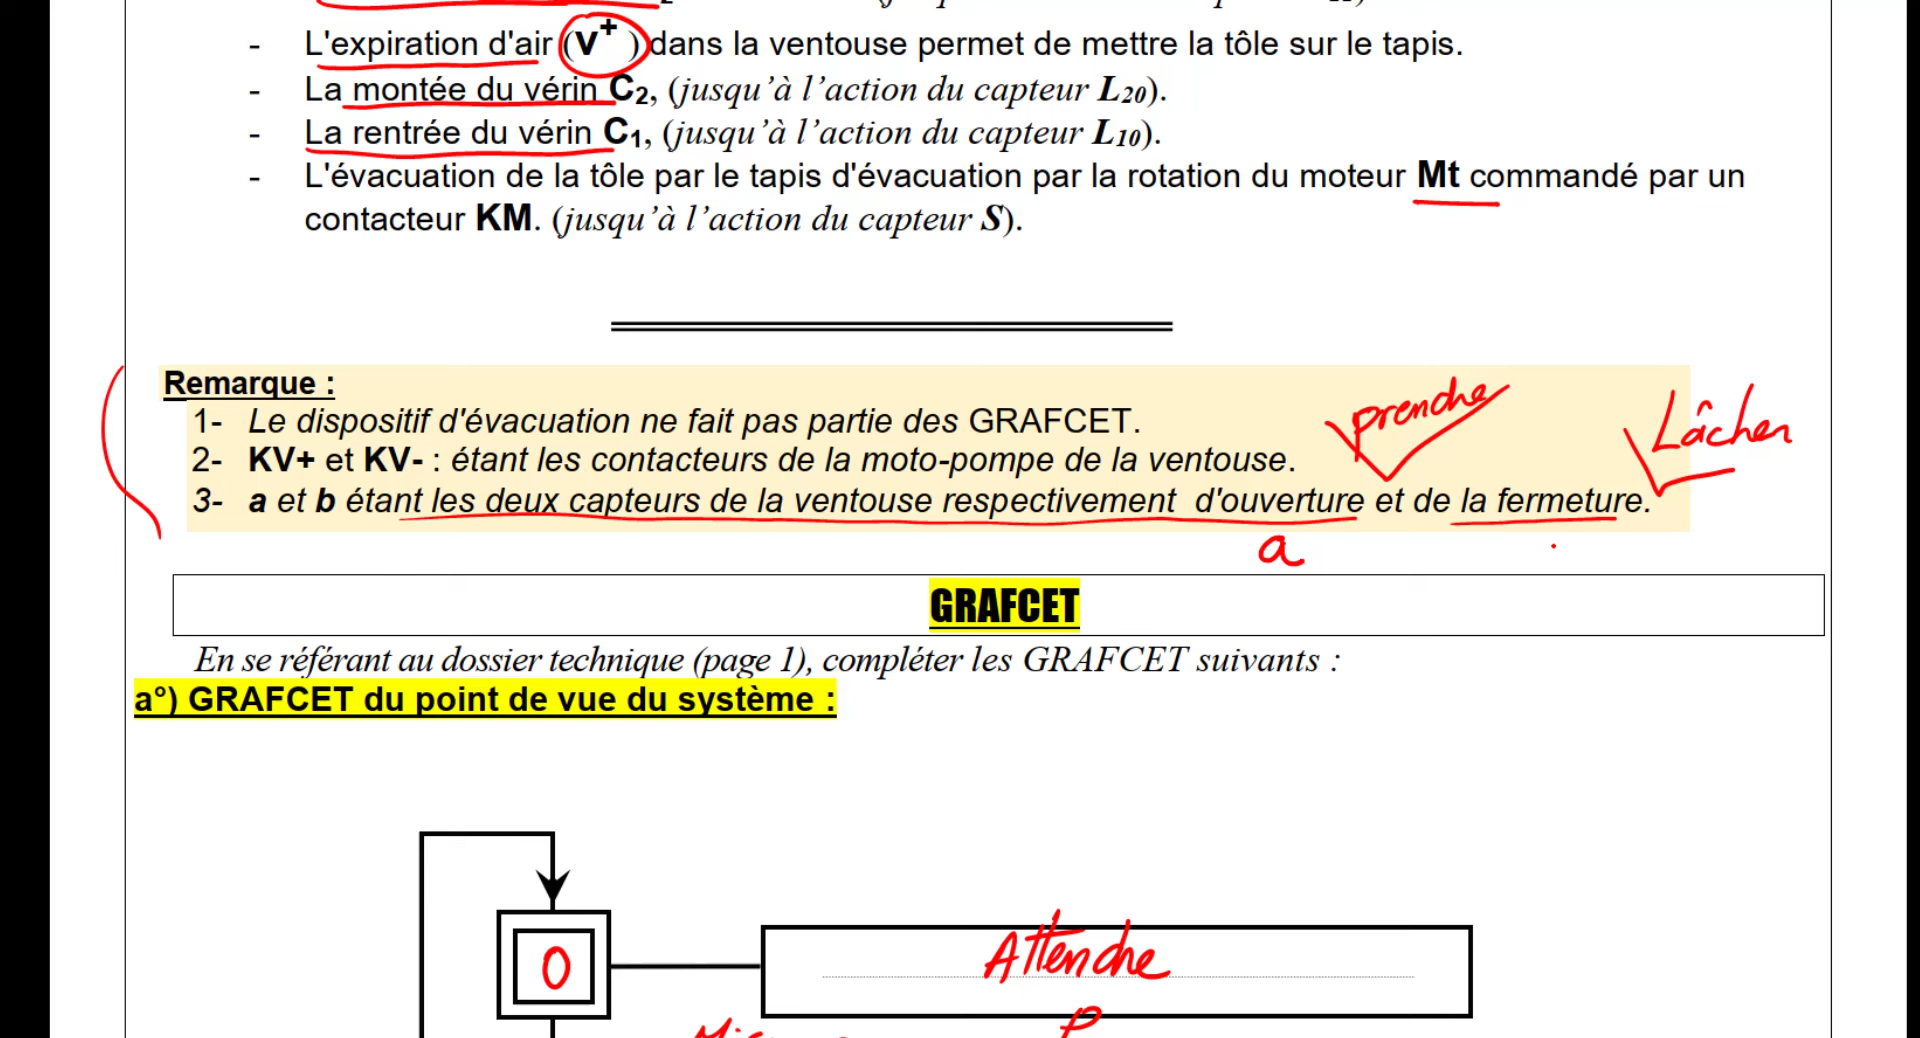 - L'expiration d'air (V+ ) dans la ventouse permet de mettre la tôle sur le tapis.
- La montée du vérin C2, (jusqu'à l'action du capteur L20).
- La rentrée du vérin C1, (jusqu'à l'action du capteur L10).
- L'évacuation de la tôle par le tapis d'évacuation par la rotation du moteur Mt commandé par un
contacteur KM. (jusqu'à l'action du capteur S).
Remarque :
1- Le dispositif d'évacuation ne fait pas partie des GRAFCET.
prendre
Lâcher
2- KV+ et KV- : étant les contacteurs de la moto-pompe de la ventouse.
3- a et b étant les deux capteurs de la ventouse respectivement d'ouverture et de la fermeture.
a
GRAFCET
En se référant au dossier technique (page 1), compléter les GRAFCET suivants :
a°) GRAFCET du point de vue du système :
0
Attendre